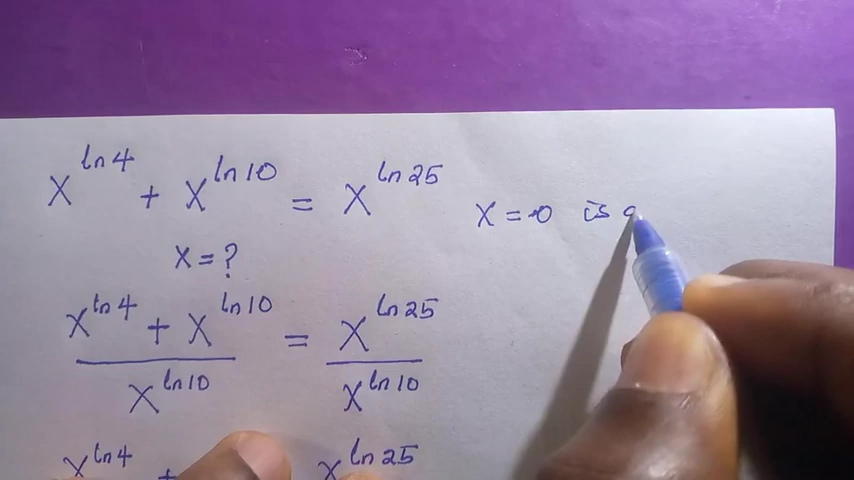 x^ln4 + x^ln10 = x^ln25
x = 0 is
x = ?
(x^ln4 + x^ln10) / x^ln10 = x^ln25 / x^ln10
x^ln4 + x^ln25